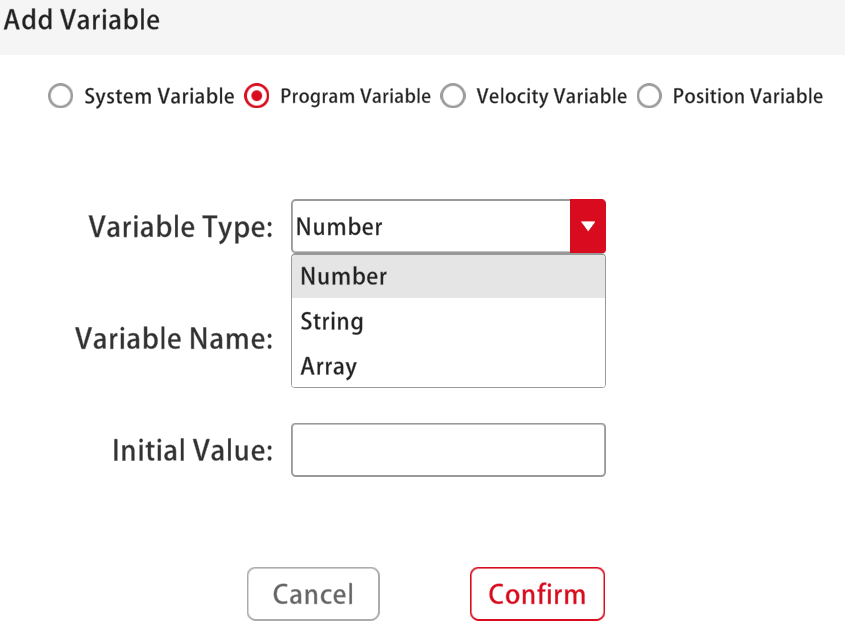 Add Variable
System Variable Program Variable Velocity Variable Position Variable
Variable Type: Number
Number
String
Variable Name:
Array
Initial Value:
Cancel Confirm